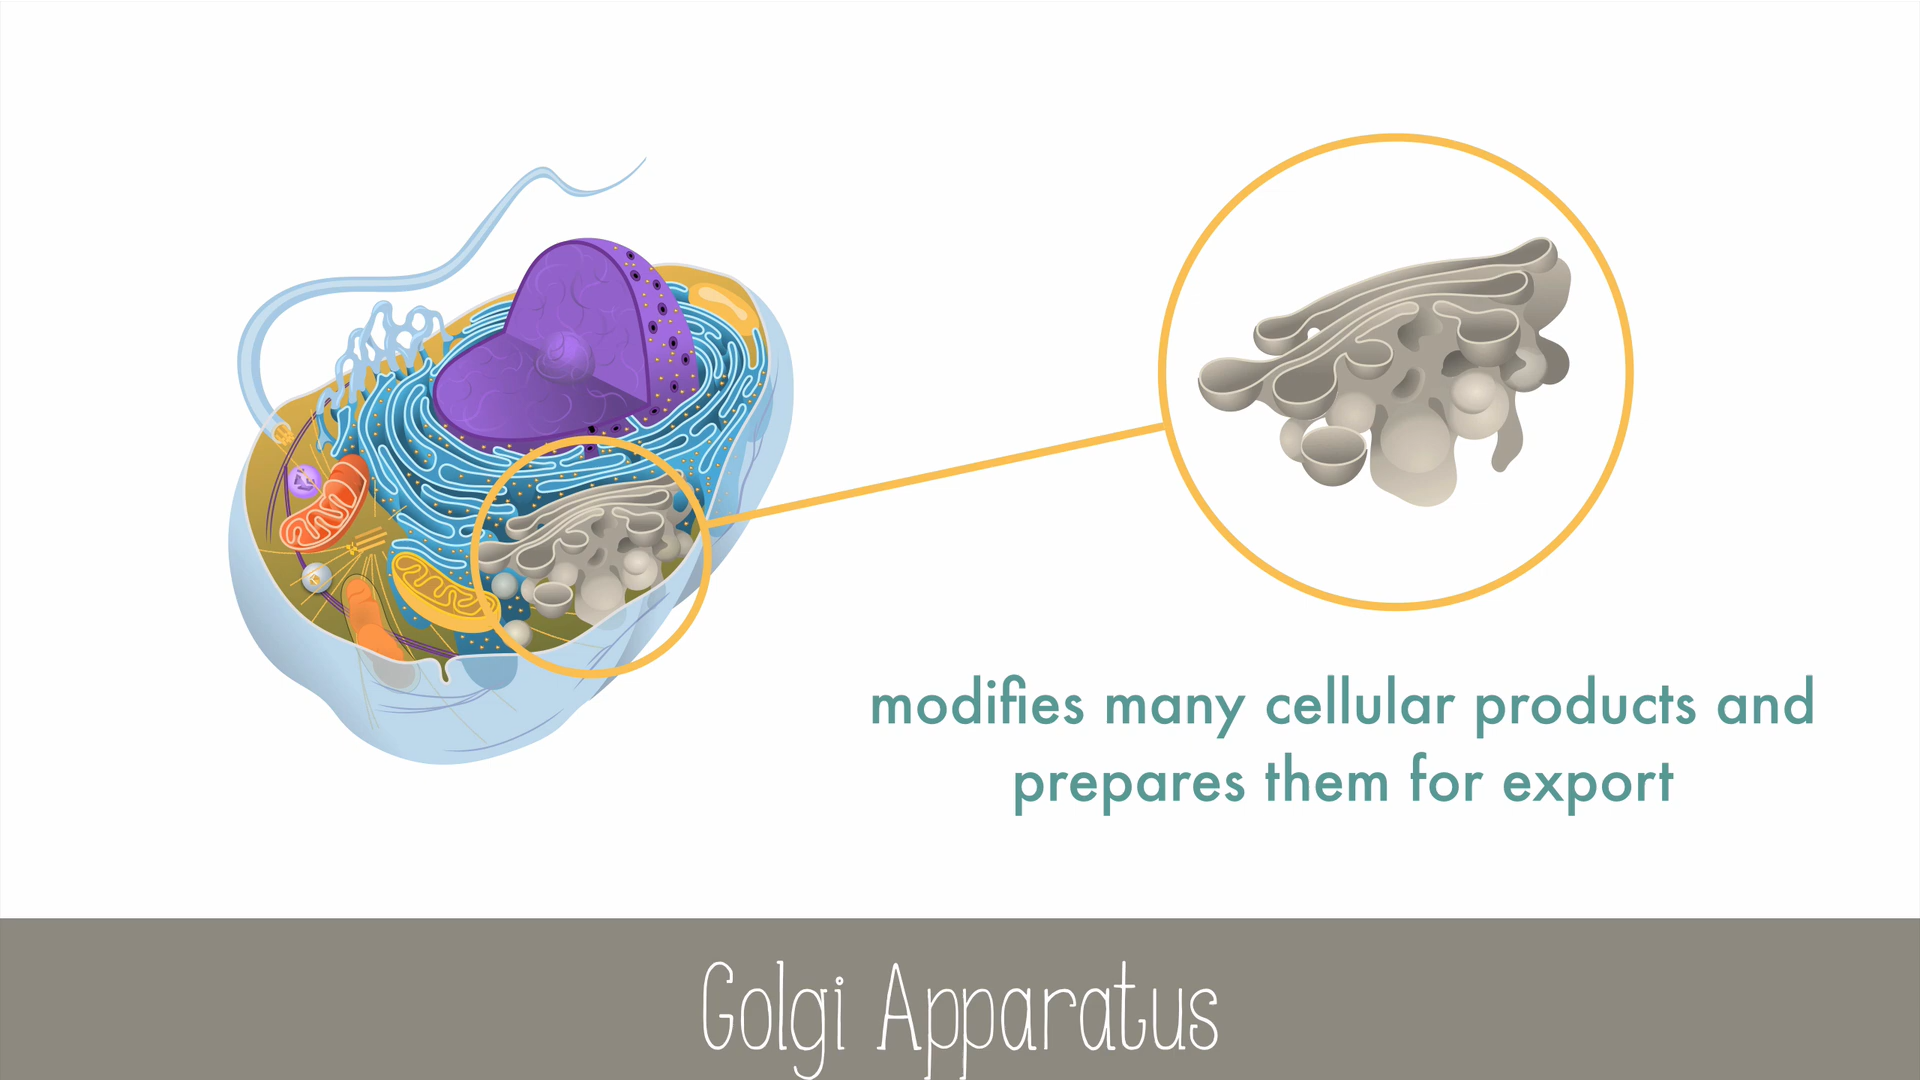 modifies many cellular products and
prepares them for export
Golgi Apparatus